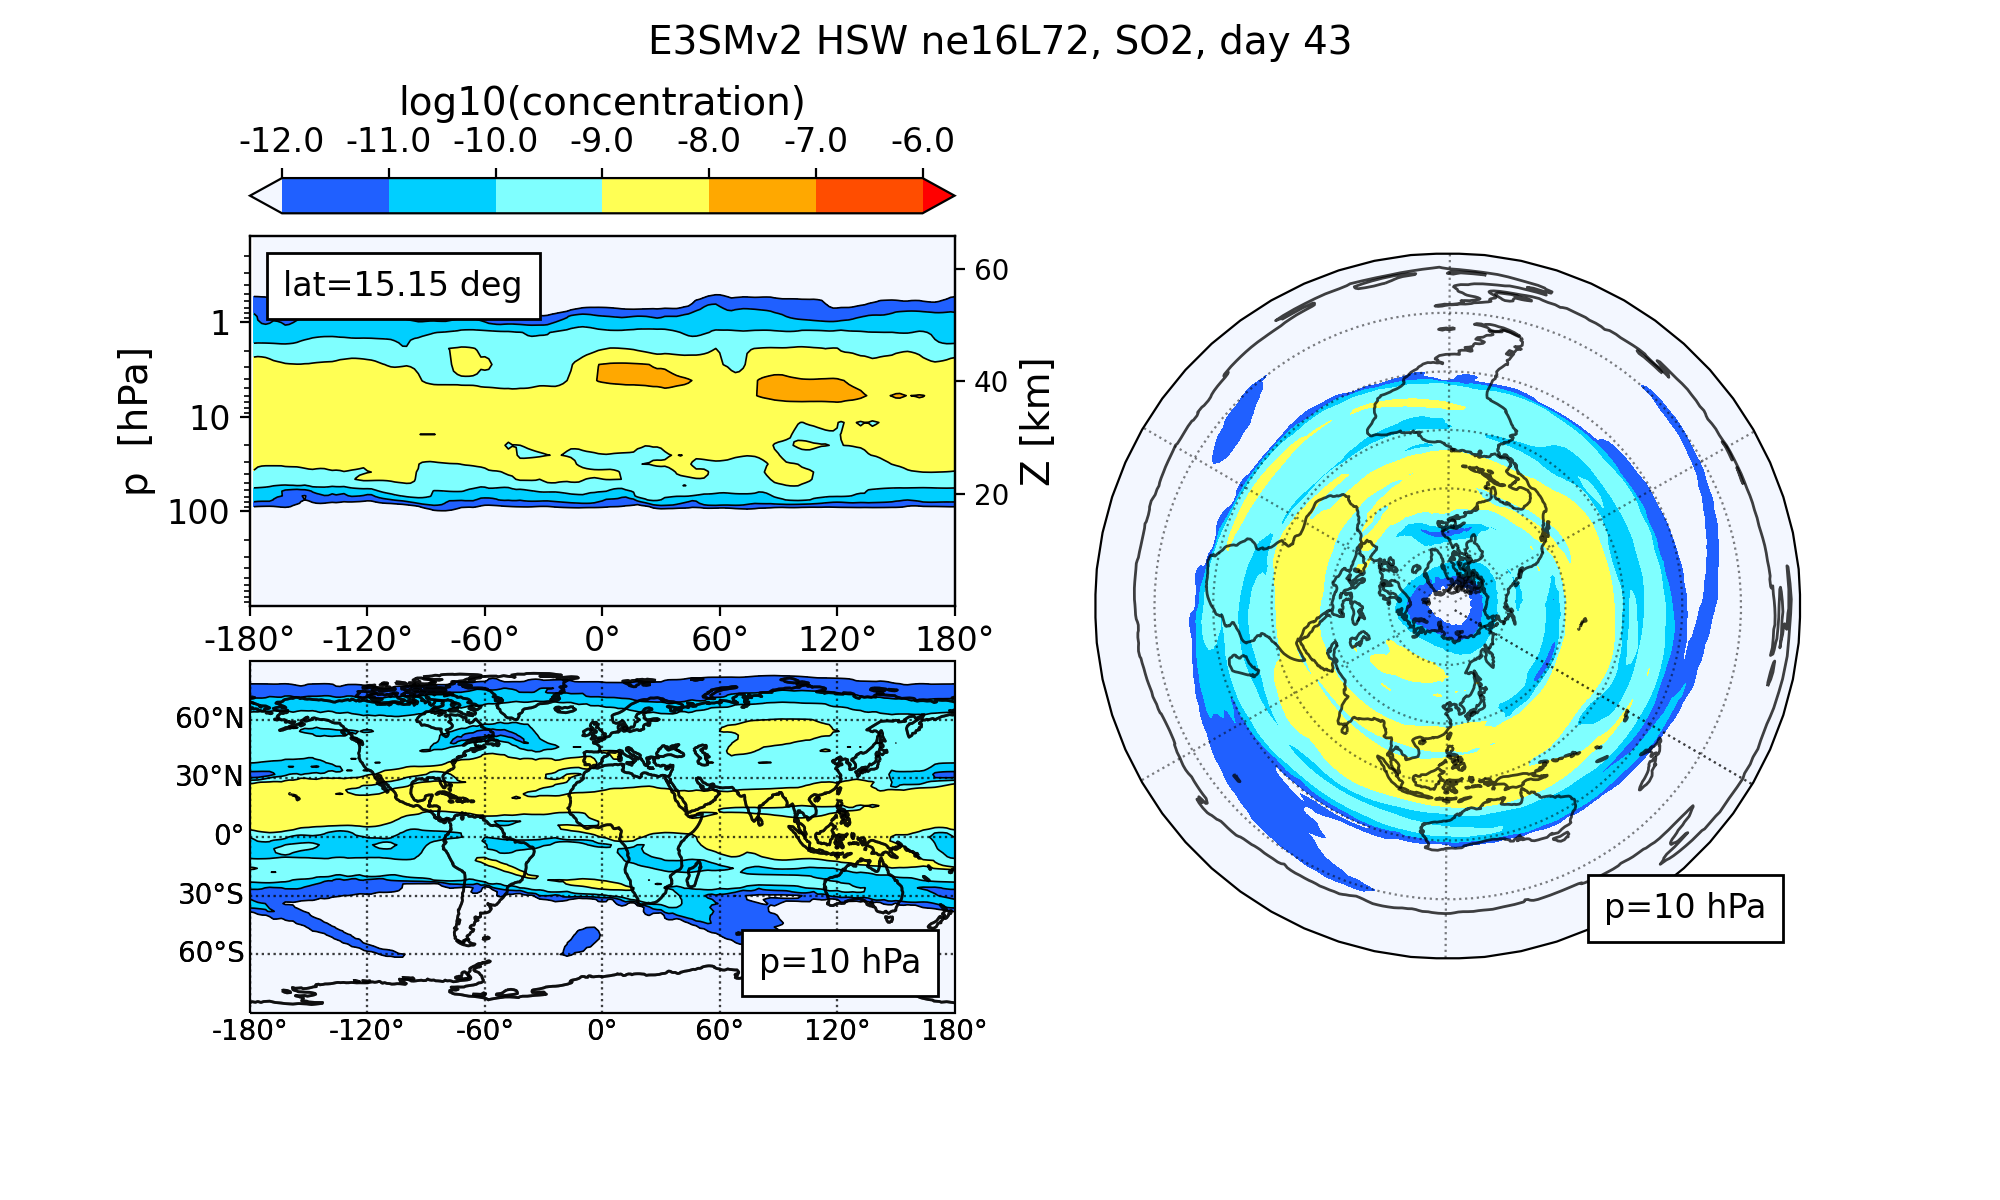 E3SMv2 HSW ne16L72, SO2, day 43
log10(concentration)
-12.0 -11.0 -10.0 -9.0 -8.0 -7.0 -6.0
lat=15.15 deg
p [hPa]
1
10
100
60
40
20
Z [km]
-180° -120° -60° 0° 60° 120° 180°
60°N
30°N
0°
30°S
60°S
p=10 hPa
-180° -120° -60° 0° 60° 120° 180°
p=10 hPa